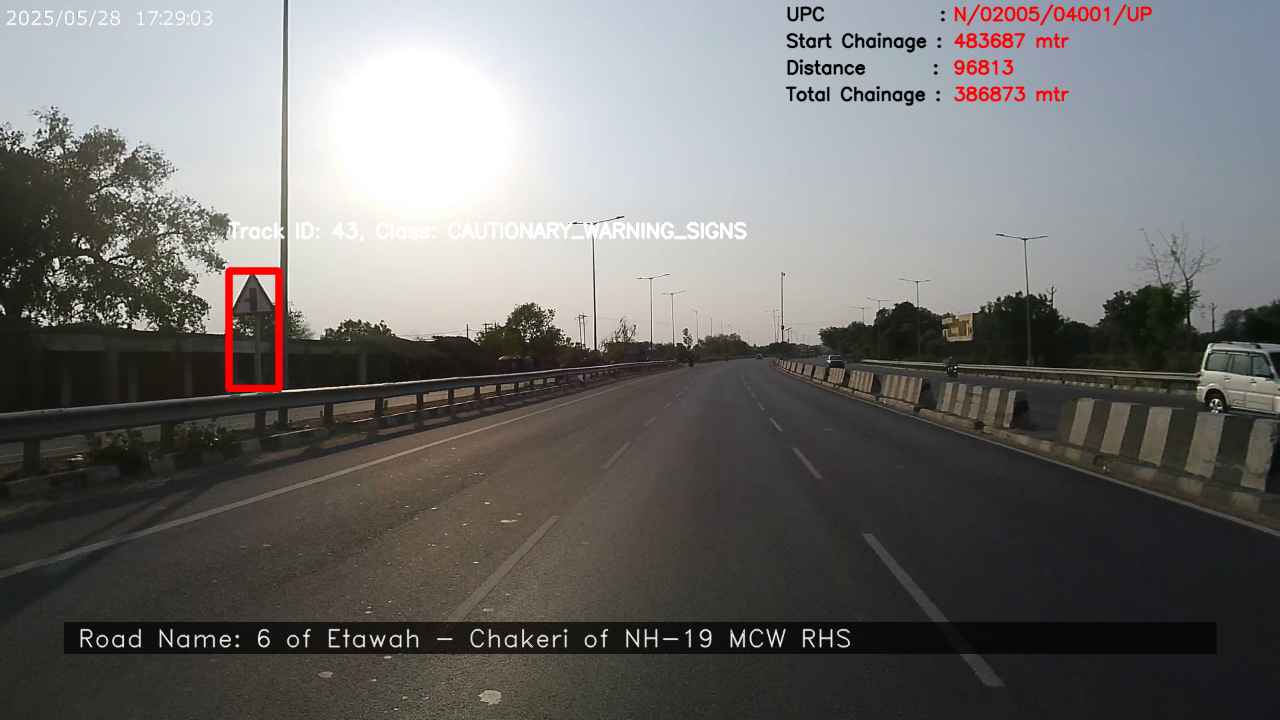 2025/05/28 17:29:03
UPC : N/02005/04001/UP
Start Chainage : 483687 mtr
Distance : 96813
Total Chainage : 386873 mtr
Track ID: 43, Class: CAUTIONARY_WARNING_SIGNS
Road Name: 6 of Etawah - Chakeri of NH-19 MCW RHS